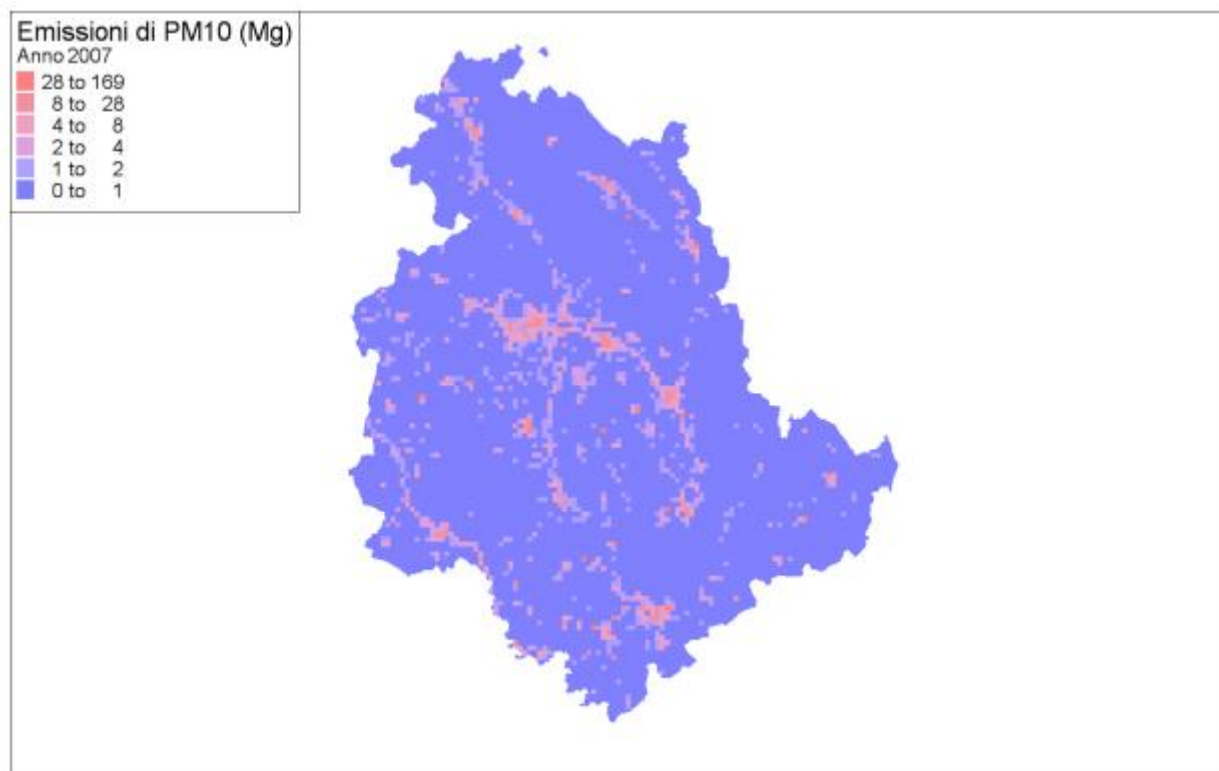 Emissioni di PM10 (Mg)
Anno 2007
28 to 169
8 to 28
4 to 8
2 to 4
1 to 2
0 to 1